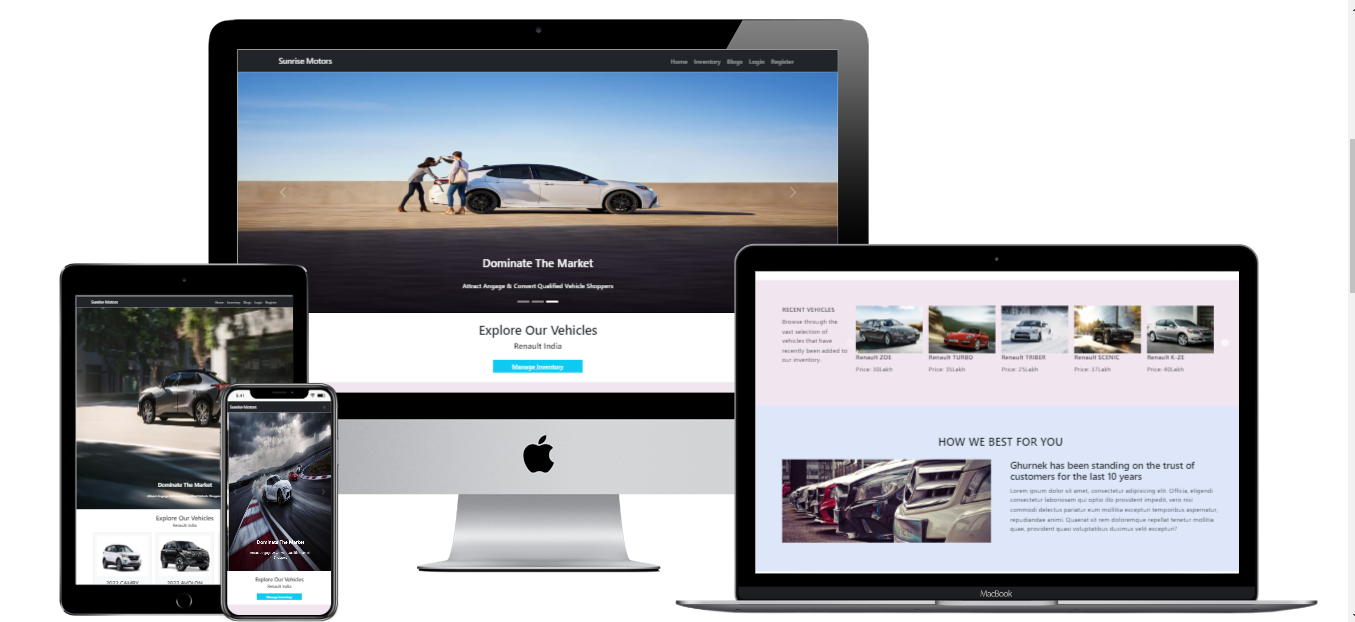 Sunrise Motors
Home Inventory Blogs Login Register
Dominate The Market
Attract Angage & Convert Qualified Vehicle Shoppers
Explore Our Vehicles
Renault India
Manage Inventory
Sunrise Motors
Home Inventory Blogs Login Register
Dominate The Market
Explore Our Vehicles
Renault India
2022 CAMRY
2022 AVOLON
9:41
Sunrise Motors
Dominate The Market
Explore Our Vehicles
Renault India
Manage Inventory
RECENT VEHICLES
Browse through the
vast selection of
vehicles that have
recently been added to
our inventory.
Renault ZOE
Price: 30Lakh
Renault TURBO
Price: 35Lakh
Renault TRIBER
Price: 25Lakh
Renault SCENIC
Price: 37Lakh
Renault K-ZE
Price: 40Lakh
HOW WE BEST FOR YOU
Ghurnek has been standing on the trust of
customers for the last 10 years
Lorem ipsum dolor sit amet, consectetur adipisicing elit. Officia, eligendi
consectetur laboriosam qui optio illo provident impedit, vero nisi
commodi delectus pariatur eum mollitia excepturi temporibus aspernatur,
repudiandae animi. Quaerat sit rem doloremque repellat tenetur mollitia
quae, provident quasi voluptatibus ducimus velit excepturi?
MacBook